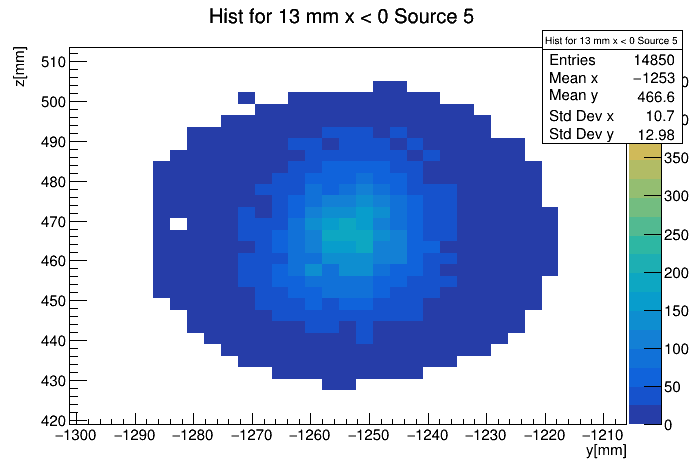 Hist for 13 mm x < 0 Source 5
z[mm]
Hist for 13 mm x < 0 Source 5
Entries 14850
Mean x −1253
Mean y 466.6
Std Dev x 10.7
Std Dev y 12.98
510
500
490
480
470
460
450
440
430
420
350
300
250
200
150
100
50
0
−1300 −1290 −1280 −1270 −1260 −1250 −1240 −1230 −1220 −1210
y[mm]